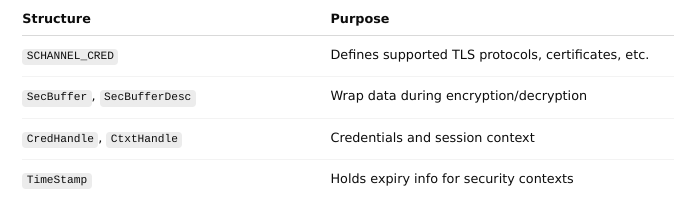 Structure Purpose
SCHANNEL_CRED Defines supported TLS protocols, certificates, etc.
SecBuffer, SecBufferDesc Wrap data during encryption/decryption
CredHandle, CtxtHandle Credentials and session context
TimeStamp Holds expiry info for security contexts